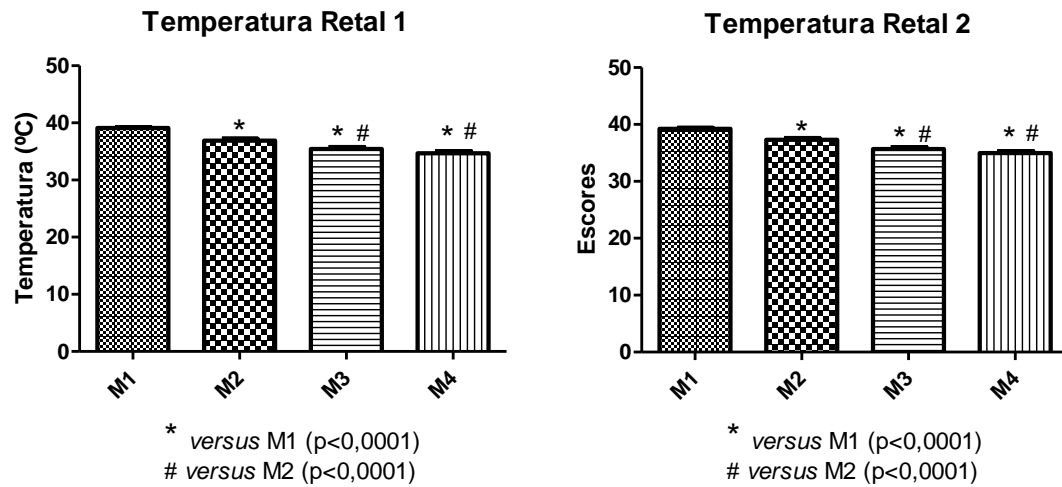 Temperatura Retal 1
Temperatura (ºC)
50
40
30
20
10
0
*
* #
* #
M1
M2
M3
M4
* versus M1 (p<0,0001)
# versus M2 (p<0,0001)
Temperatura Retal 2
Escores
50
40
30
20
10
0
*
* #
* #
M1
M2
M3
M4
* versus M1 (p<0,0001)
# versus M2 (p<0,0001)